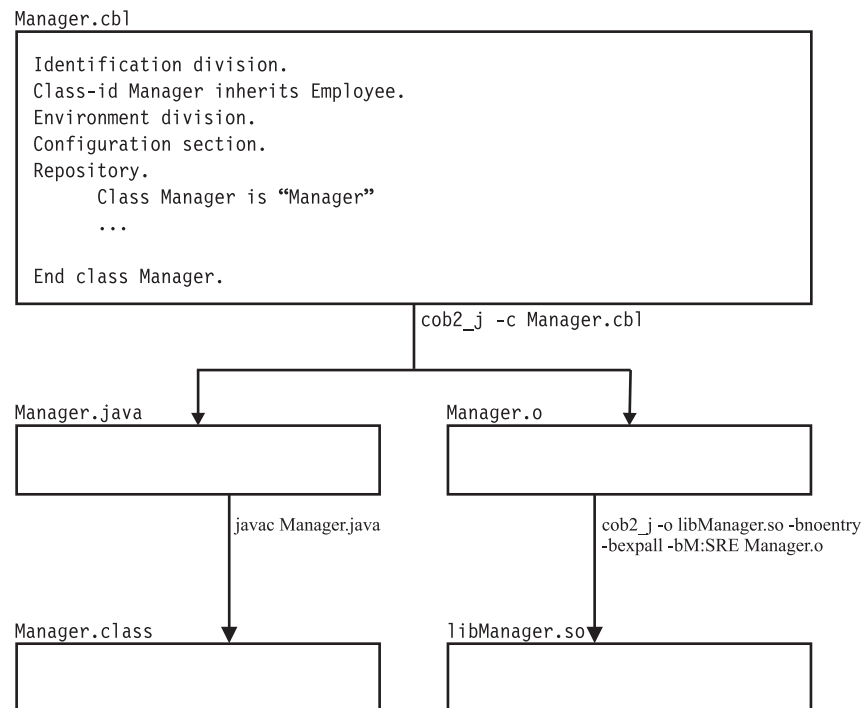 Manager.cbl
Identification division.
Class-id Manager inherits Employee.
Environment division.
Configuration section.
Repository.
Class Manager is “Manager”
...
End class Manager.
cob2_j -c Manager.cbl
Manager.java
Manager.o
javac Manager.java
cob2_j -o libManager.so -bnoentry
-bexpall -bM:SRE Manager.o
Manager.class
libManager.so